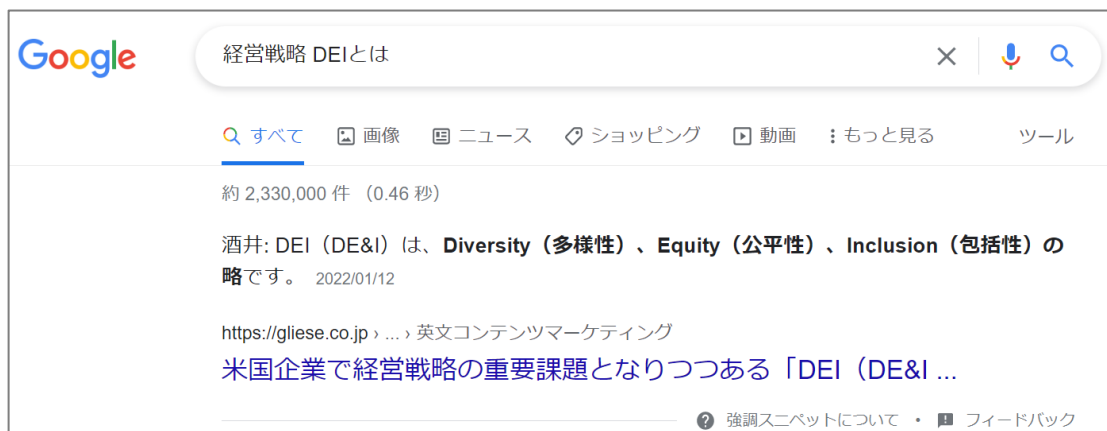 Google
経営戦略 DEIとは
すべて 画像 ニュース ショッピング 動画 もっと見る ツール
約 2,330,000 件 （0.46 秒）
酒井: DEI（DE&I）は、Diversity（多様性）、Equity（公平性）、Inclusion（包括性）の
略です。 2022/01/12
https://gliese.co.jp › ... › 英文コンテンツマーケティング
米国企業で経営戦略の重要課題となりつつある「DEI（DE&I ...
強調スニペットについて • フィードバック